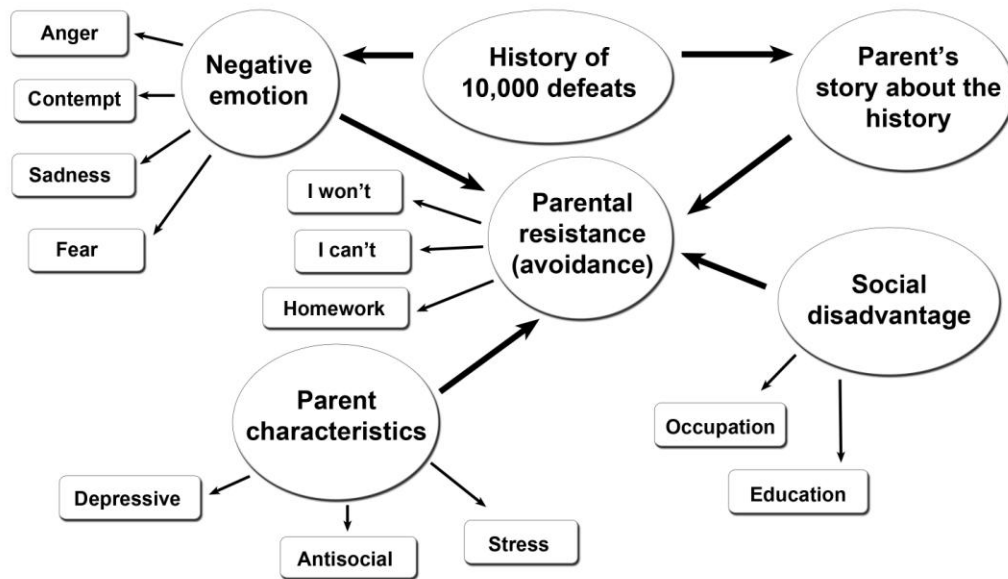 Anger
Contempt
Sadness
Fear
Negative
emotion
History of
10,000 defeats
Parent's
story about the
history
I won't
I can't
Homework
Parental
resistance
(avoidance)
Social
disadvantage
Occupation
Education
Parent
characteristics
Depressive
Antisocial
Stress